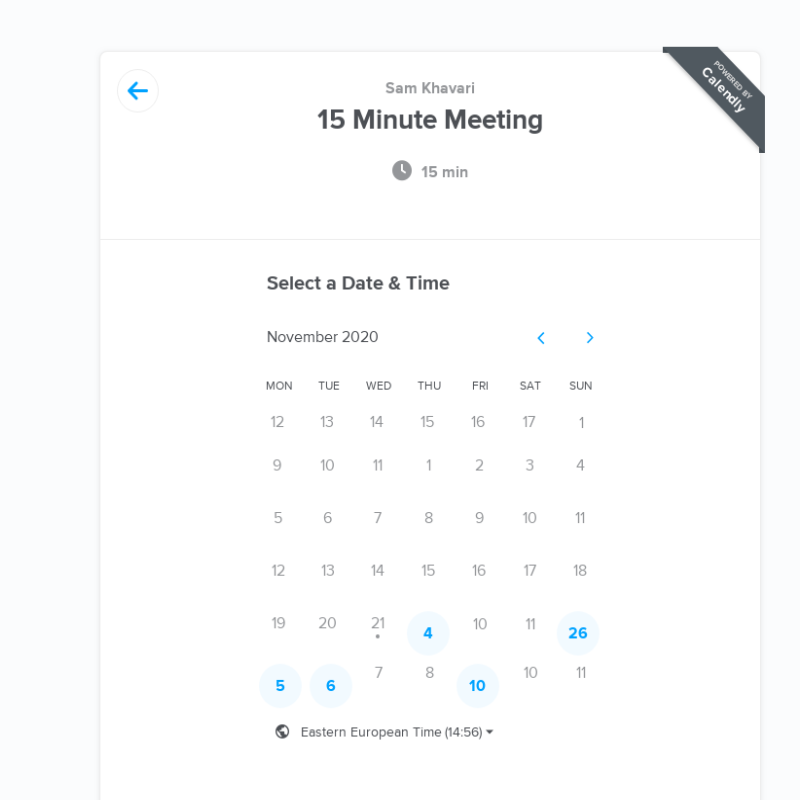 POWERED BY
Calendly
Sam Khavari
15 Minute Meeting
15 min
Select a Date & Time
November 2020
MON TUE WED THU FRI SAT SUN
12 13 14 15 16 17 1
9 10 11 1 2 3 4
5 6 7 8 9 10 11
12 13 14 15 16 17 18
19 20 21 4 10 11 26
5 6 7 8 10 10 11
Eastern European Time (14:56)